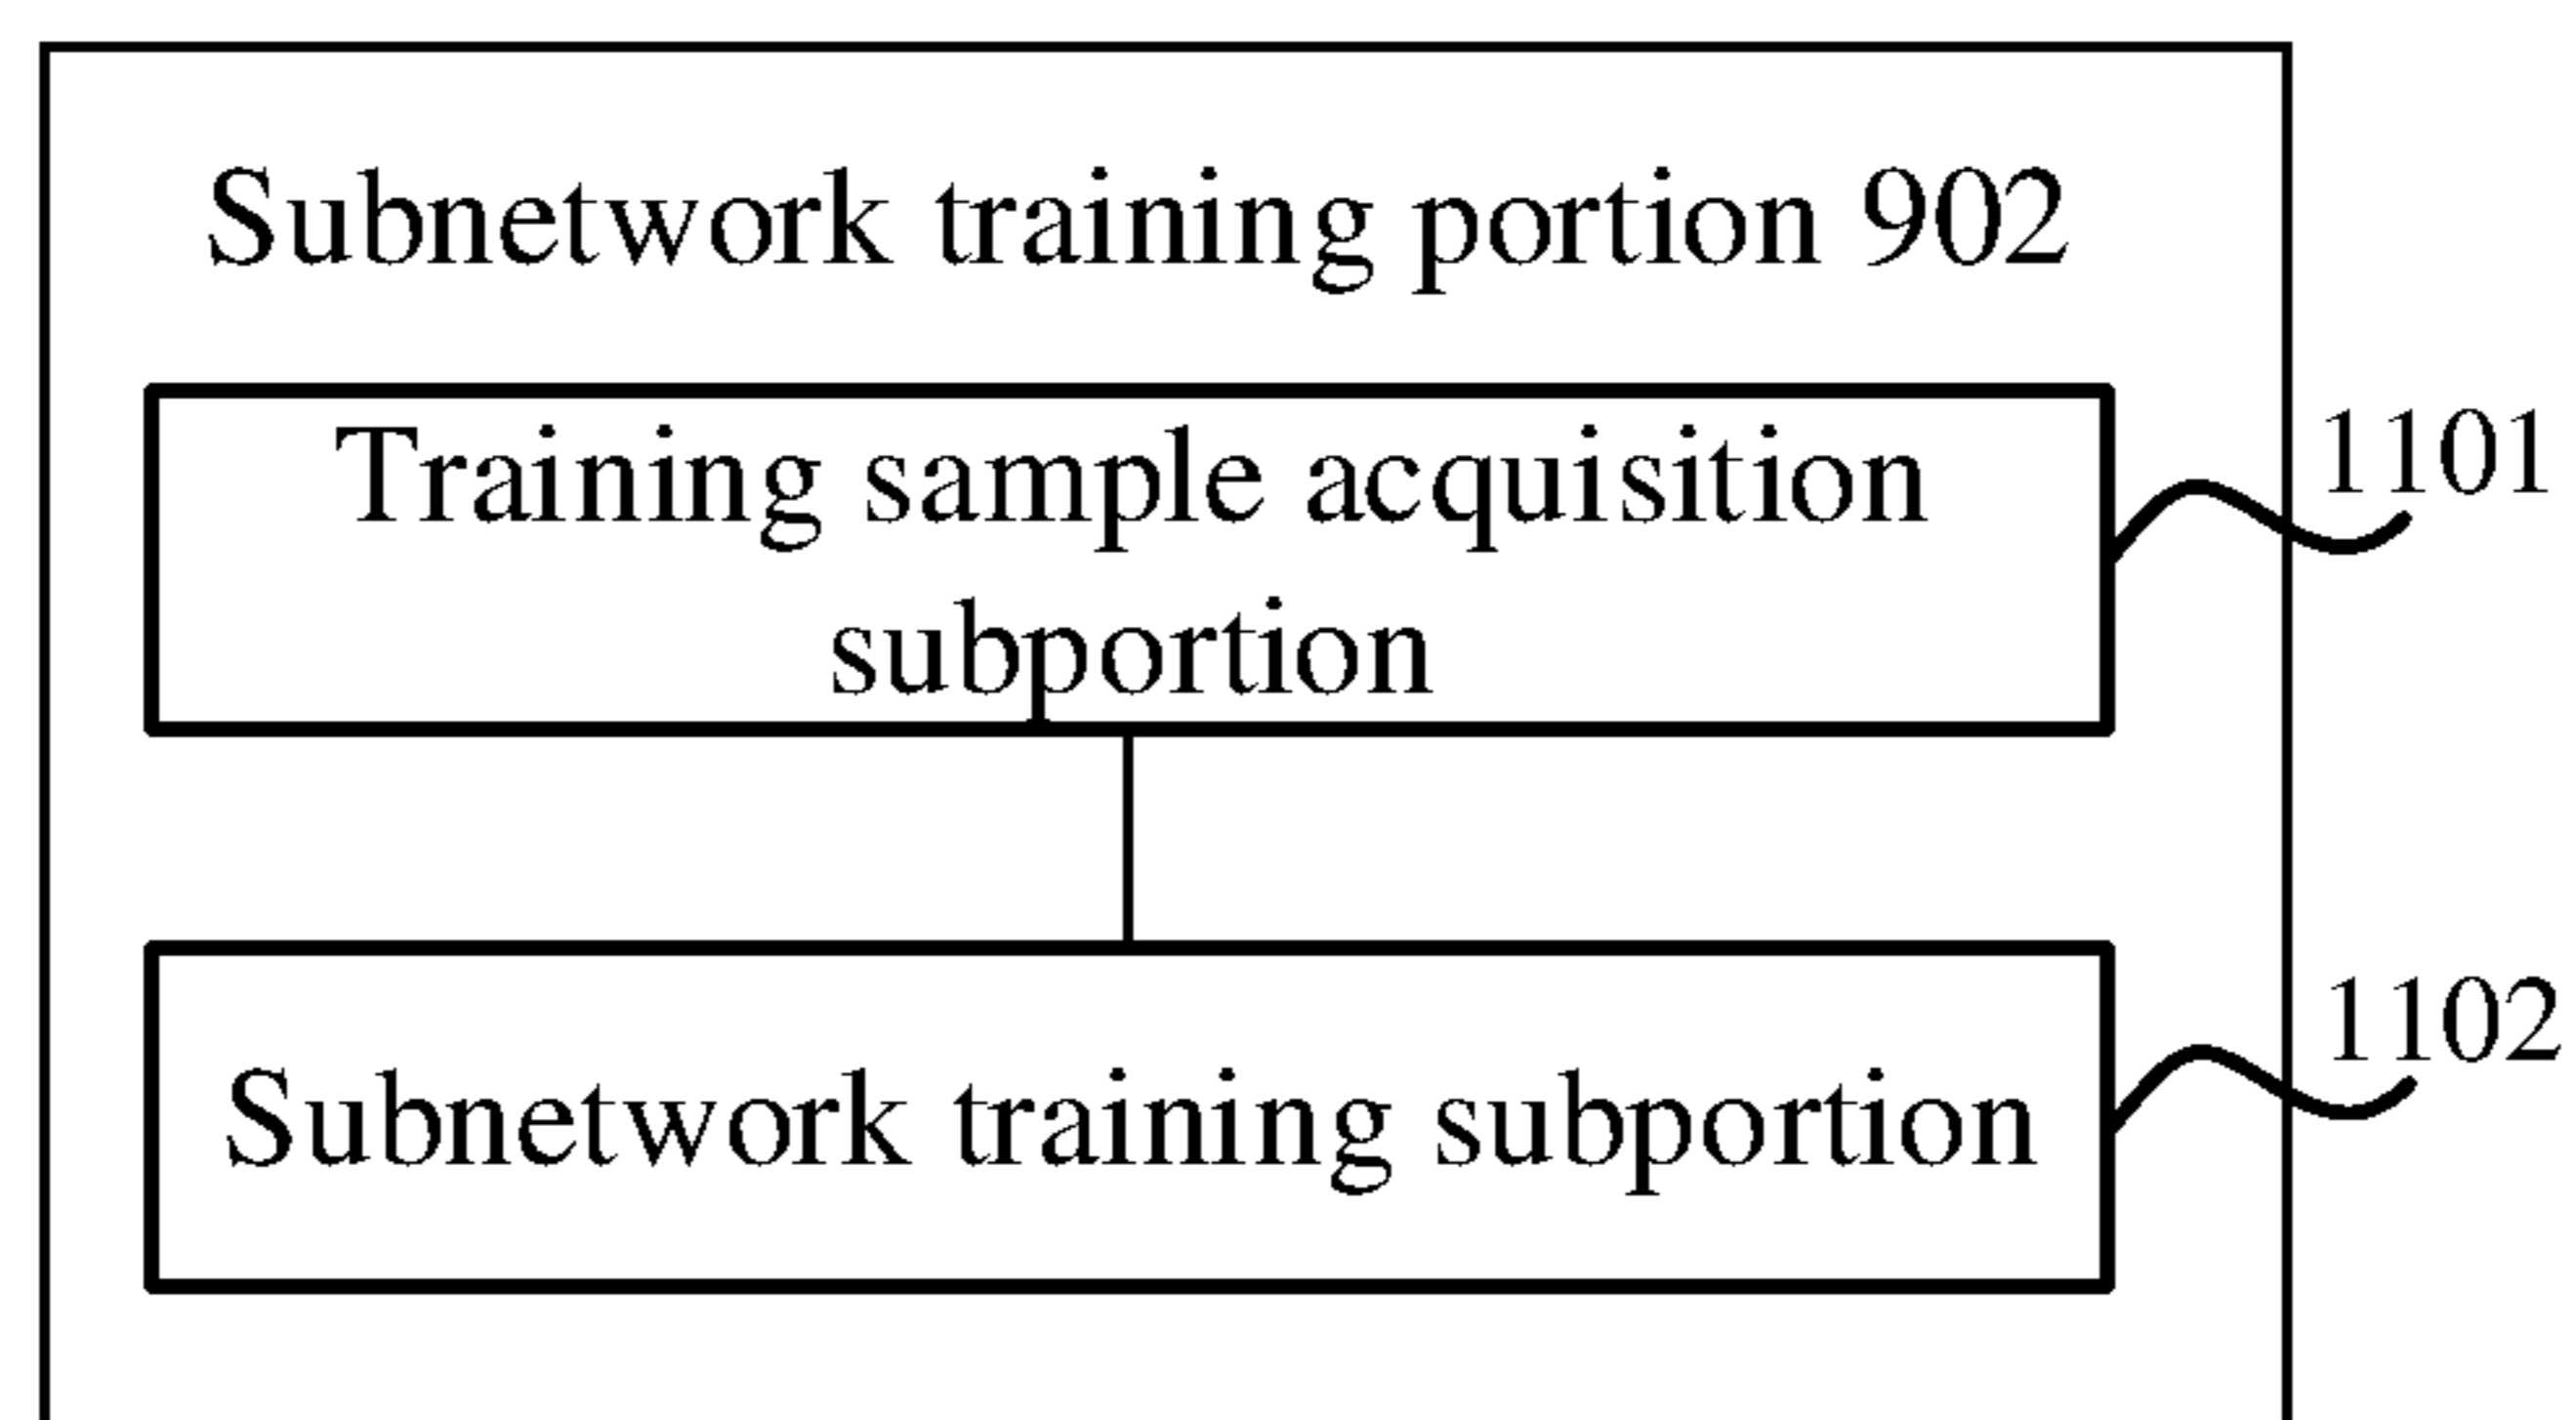 Subnetwork training portion 902
Training sample acquisition
subportion
1101
Subnetwork training subportion
1102